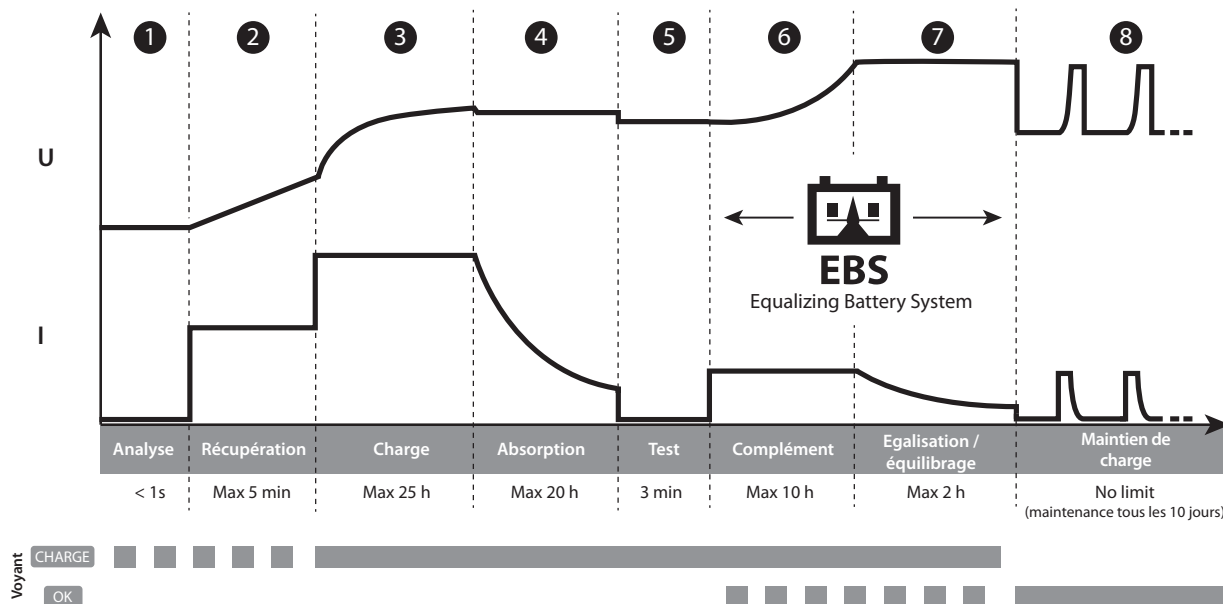 1 2 3 4 5 6 7 8
U
EBS
Equalizing Battery System
I
Analyse Récupération Charge Absorption Test Complément Egalisation / équilibrage Maintien de charge
< 1s Max 5 min Max 25 h Max 20 h 3 min Max 10 h Max 2 h No limit
(maintenance tous les 10 jours)
Voyant
CHARGE
OK